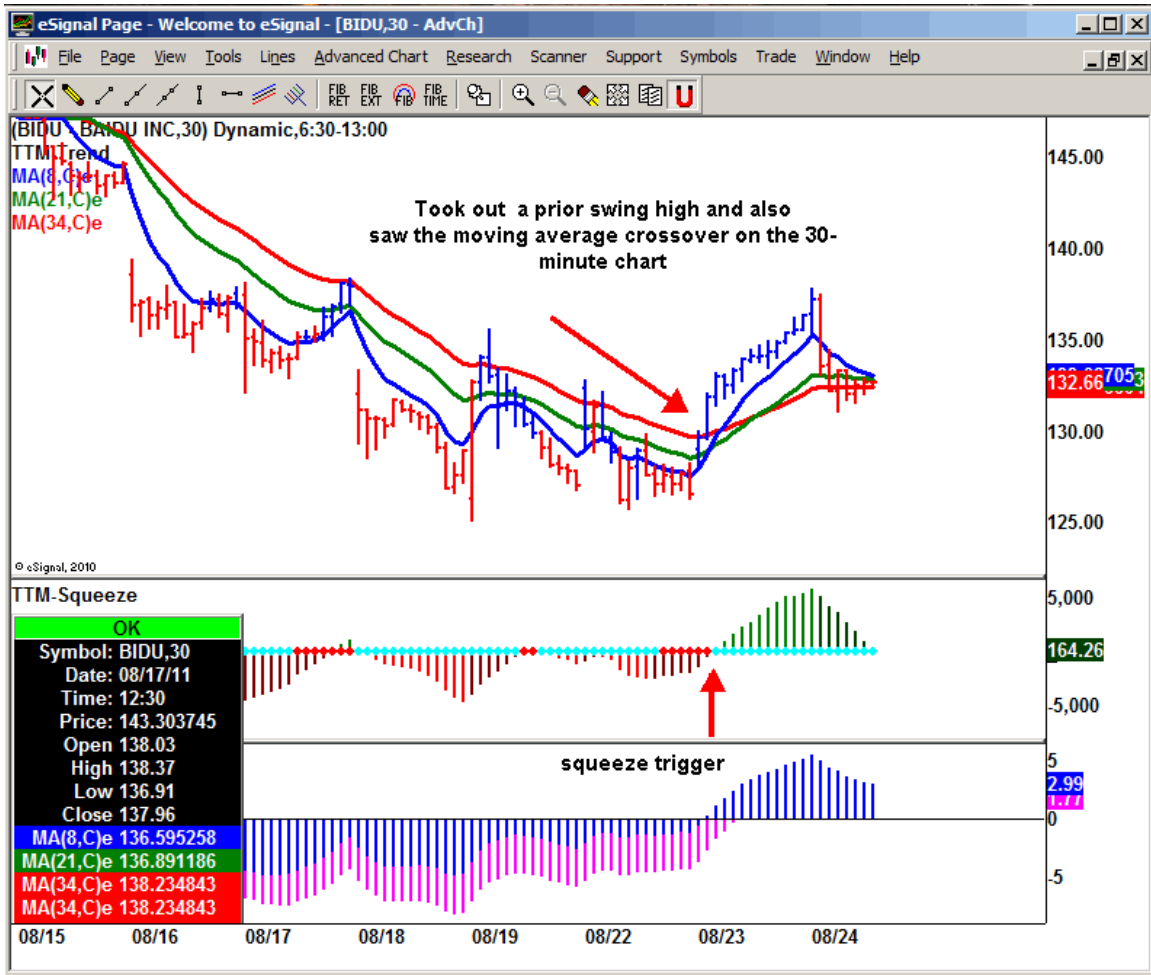 eSignal Page - Welcome to eSignal - [BIDU,30 - AdvCh]
File Page View Tools Lines Advanced Chart Research Scanner Support Symbols Trade Window Help
FIB RET FIB EXT FIB FIB TIME
(BIDU - BAIDU INC,30) Dynamic,6:30-13:00
TTM Trend
MA(8,C)e
MA(21,C)e
MA(34,C)e
Took out a prior swing high and also
saw the moving average crossover on the 30-
minute chart
145.00
140.00
135.00
132.66
130.00
125.00
© eSignal, 2010
TTM-Squeeze
5,000
164.26
-5,000
OK
Symbol: BIDU,30
Date: 08/17/11
Time: 12:30
Price: 143.303745
Open 138.03
High 138.37
Low 136.91
Close 137.96
MA(8,C)e 136.595258
MA(21,C)e 136.891186
MA(34,C)e 138.234843
MA(34,C)e 138.234843
squeeze trigger
5
2.99
1.77
0
-5
08/15 08/16 08/17 08/18 08/19 08/22 08/23 08/24